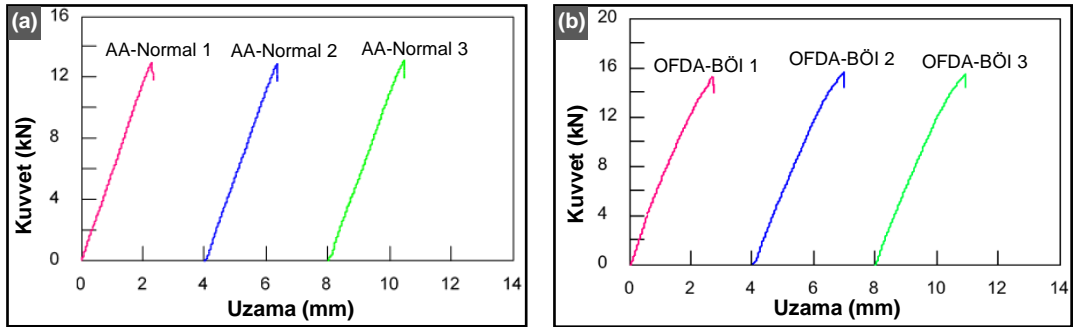 (a)
16
12
8
4
0
Kuvvet (kN)
AA-Normal 1
AA-Normal 2
AA-Normal 3
0 2 4 6 8 10 12 14
Uzama (mm)
(b)
20
16
12
8
4
0
Kuvvet (kN)
OFDA-BÖI 1
OFDA-BÖI 2
OFDA-BÖI 3
0 2 4 6 8 10 12 14
Uzama (mm)